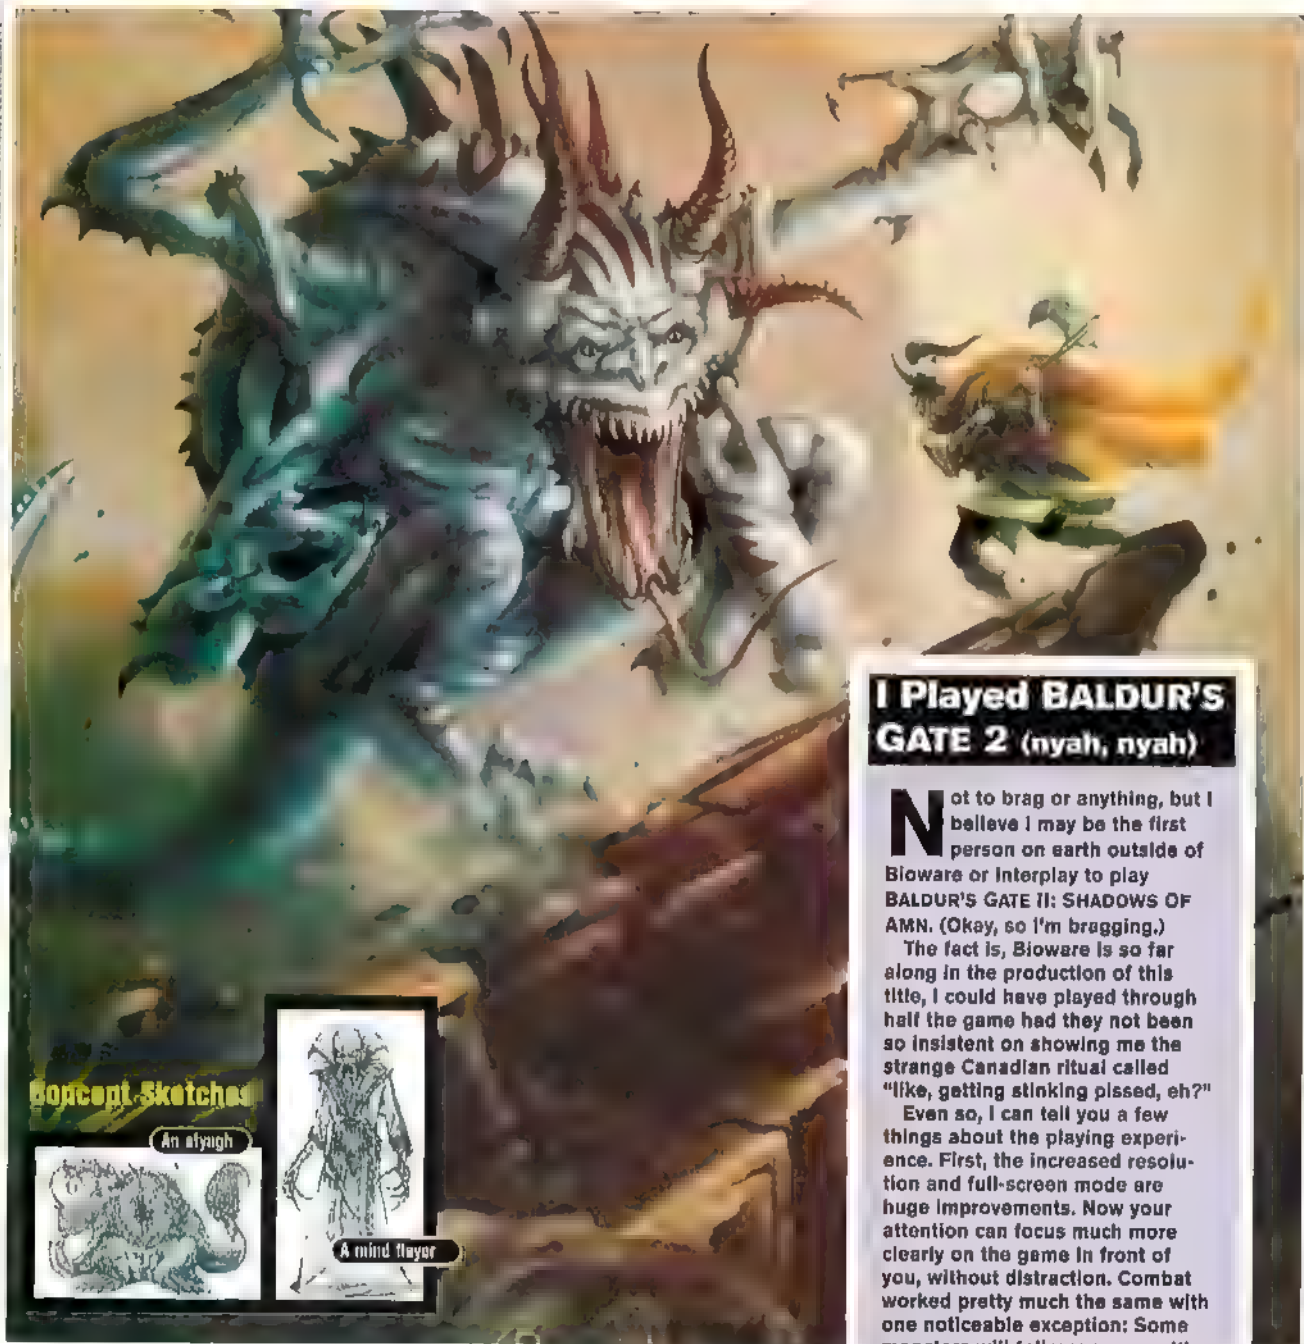 I Played BALDUR'S
GATE 2 (nyah, nyah)
Not to brag or anything, but I
believe I may be the first
person on earth outside of
Bioware or Interplay to play
BALDUR'S GATE II: SHADOWS OF
AMN. (Okay, so I'm bragging.)
The fact is, Bioware is so far
along in the production of this
title, I could have played through
half the game had they not been
so insistent on showing me the
strange Canadian ritual called
"like, getting stinking pissed, eh?"
Even so, I can tell you a few
things about the playing experi-
ence. First, the increased resolu-
tion and full-screen mode are
huge improvements. Now your
attention can focus much more
clearly on the game in front of
you, without distraction. Combat
worked pretty much the same with
one noticeable exception: Some
Concept Sketches
An otyugh
A mind flayer